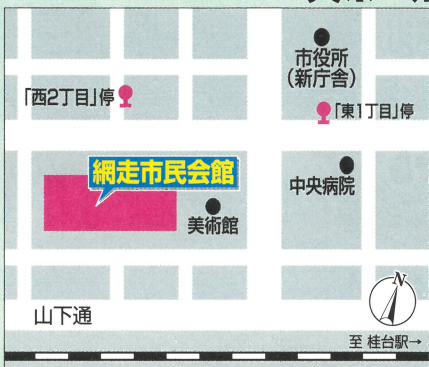 市役所
(新庁舎)
「西2丁目」停
「東1丁目」停
網走市民会館
中央病院
美術館
N
山下通
至 桂台駅→